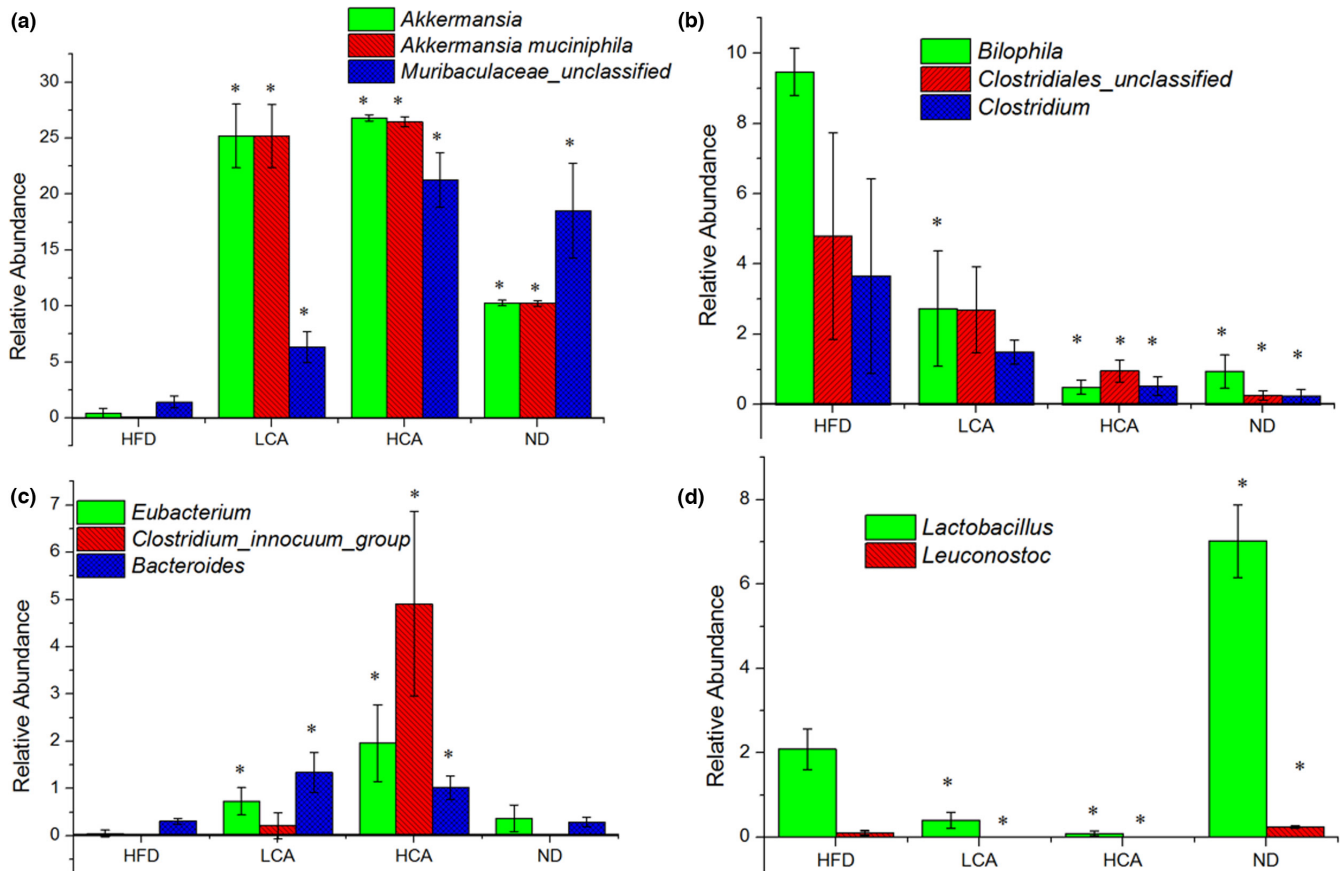 (a)
Akkermansia
Akkermansia muciniphila
Muribaculaceae_unclassified
30
25
20
15
10
5
0
Relative Abundance
* * * * * * * * *
HFD LCA HCA ND
(b)
Bilophila
Clostridiales_unclassified
Clostridium
10
8
6
4
2
0
Relative Abundance
* * * * * * *
HFD LCA HCA ND
(c)
Eubacterium
Clostridium_innocuum_group
Bacteroides
7
6
5
4
3
2
1
0
Relative Abundance
* * * * *
HFD LCA HCA ND
(d)
Lactobacillus
Leuconostoc
8
6
4
2
0
Relative Abundance
* * * * * *
HFD LCA HCA ND